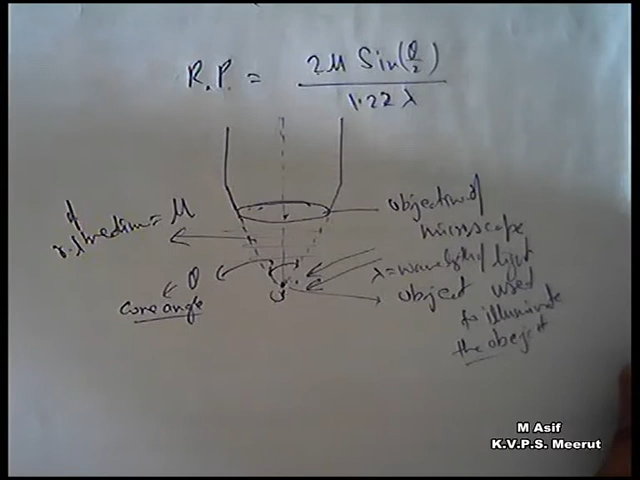 R.P. = 2μ Sin(θ/2) / 1.22 λ
r.I of medium = μ
objective of
microscope
λ = wavelength of light
used
to illuminate
the obeject
object
θ
cone angle
M Asif
K.V.P.S. Meerut